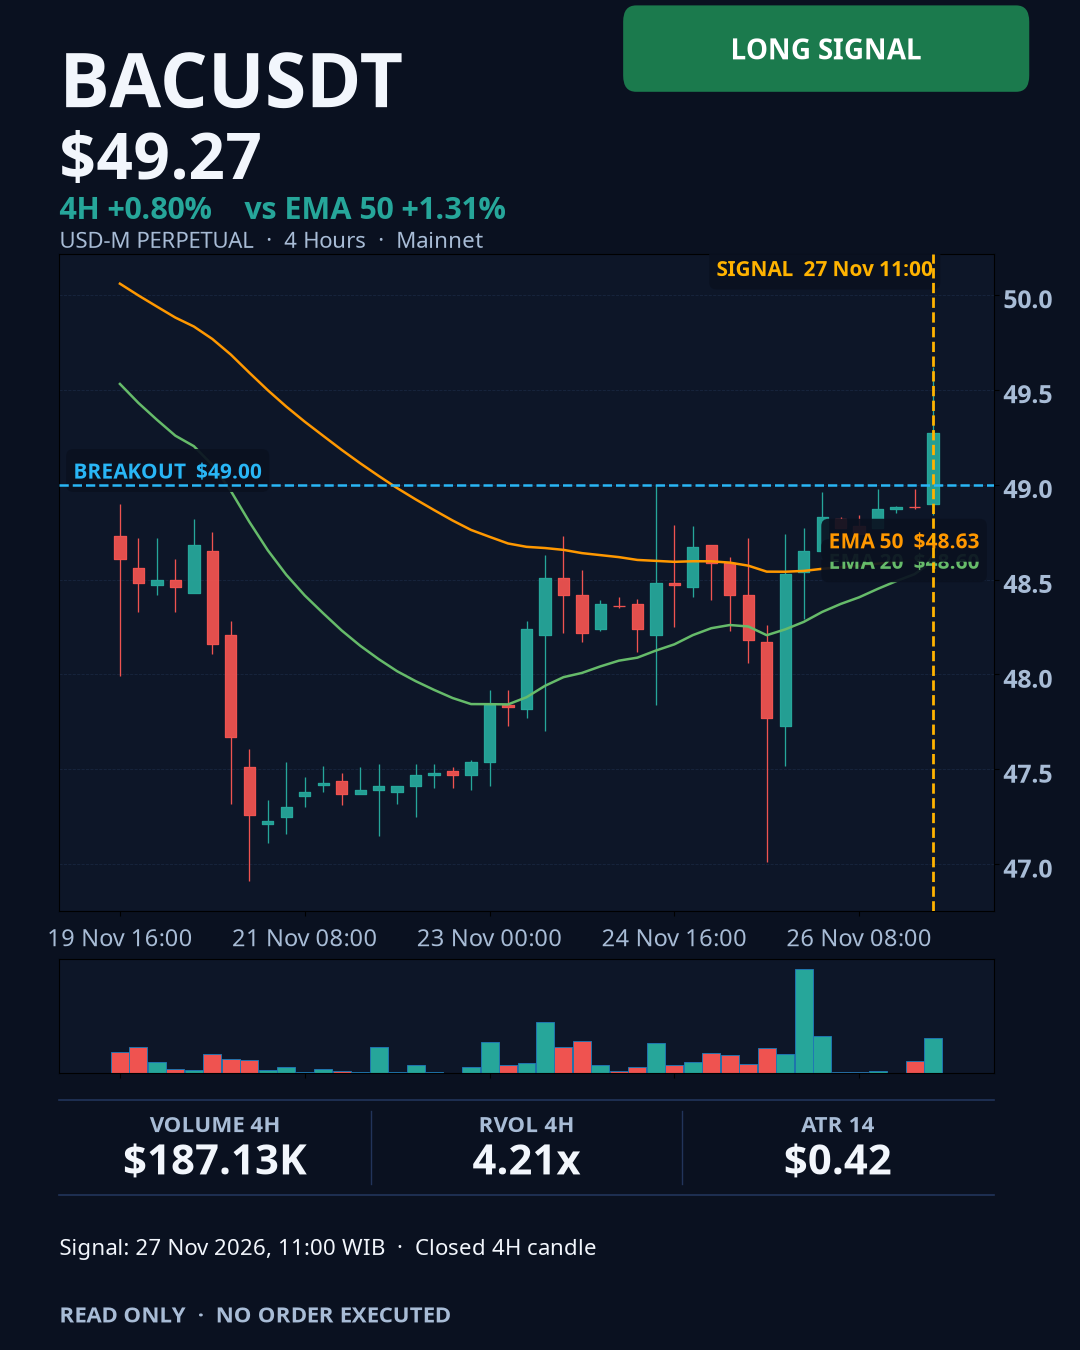 LONG SIGNAL
BACUSDT
$49.27
4H +0.80% vs EMA 50 +1.31%
USD-M PERPETUAL · 4 Hours · Mainnet
SIGNAL 27 Nov 11:00
50.0
49.5
BREAKOUT $49.00
49.0
EMA 50 $48.63
EMA 20 $48.60
48.5
48.0
47.5
47.0
19 Nov 16:00 21 Nov 08:00 23 Nov 00:00 24 Nov 16:00 26 Nov 08:00
VOLUME 4H RVOL 4H ATR 14
$187.13K 4.21x $0.42
Signal: 27 Nov 2026, 11:00 WIB · Closed 4H candle
READ ONLY · NO ORDER EXECUTED